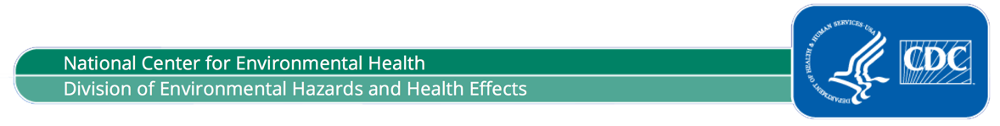 National Center for Environmental Health
Division of Environmental Hazards and Health Effects
DEPARTMENT OF HEALTH & HUMAN SERVICES·USA
CDC